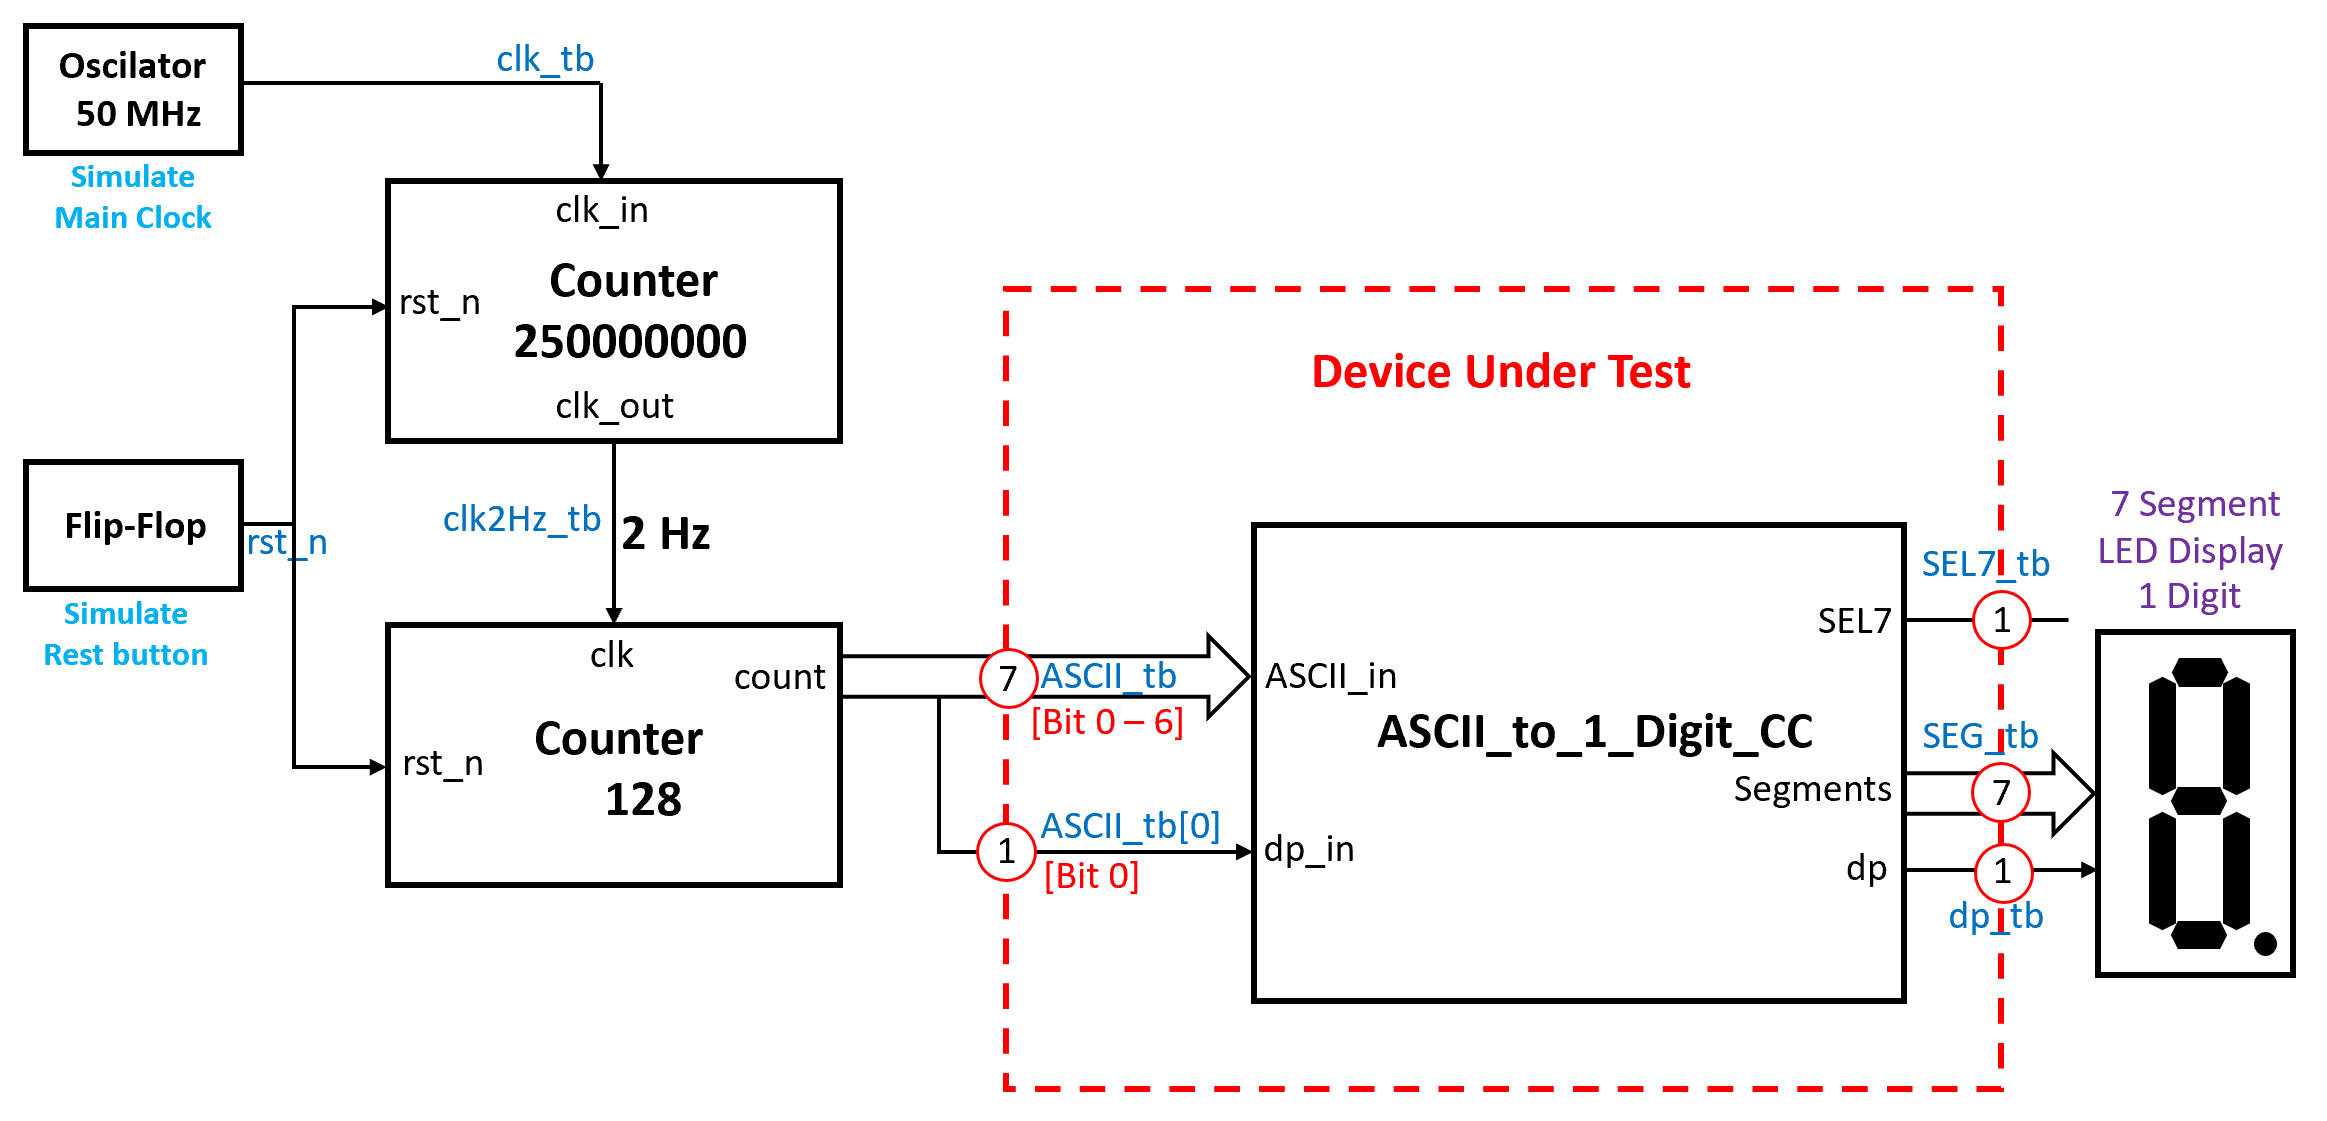 Oscilator
50 MHz
Simulate
Main Clock
clk_tb
clk_in
rst_n
Counter
250000000
clk_out
Flip-Flop
rst_n
Simulate
Rest button
clk2Hz_tb
2 Hz
clk
count
rst_n
Counter
128
Device Under Test
7
ASCII_tb
[Bit 0 – 6]
1
ASCII_tb[0]
[Bit 0]
ASCII_in
ASCII_to_1_Digit_CC
dp_in
SEL7
Segments
dp
SEL7_tb
1
SEG_tb
7
1
dp_tb
7 Segment
LED Display
1 Digit